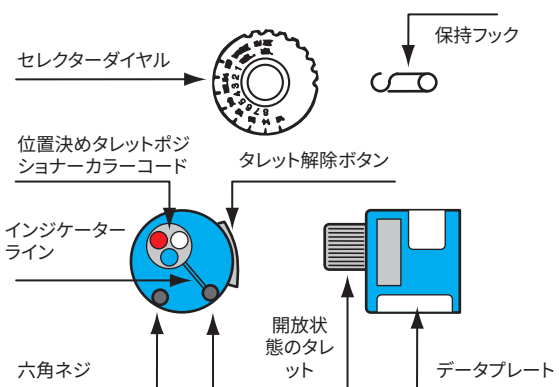 保持フック
セレクターダイヤル
位置決めタレットポジ
ショナーカラーコード
タレット解除ボタン
インジケーター
ライン
開放状
態のタレ
ット
六角ネジ
データプレート